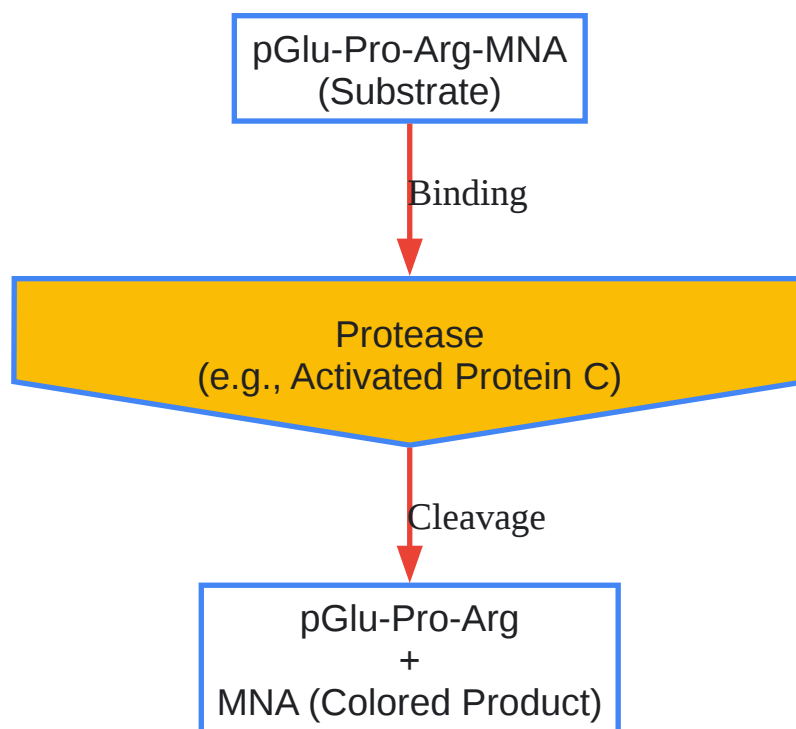 pGlu-Pro-Arg-MNA
(Substrate)
Binding
Protease
(e.g., Activated Protein C)
Cleavage
pGlu-Pro-Arg
+
MNA (Colored Product)